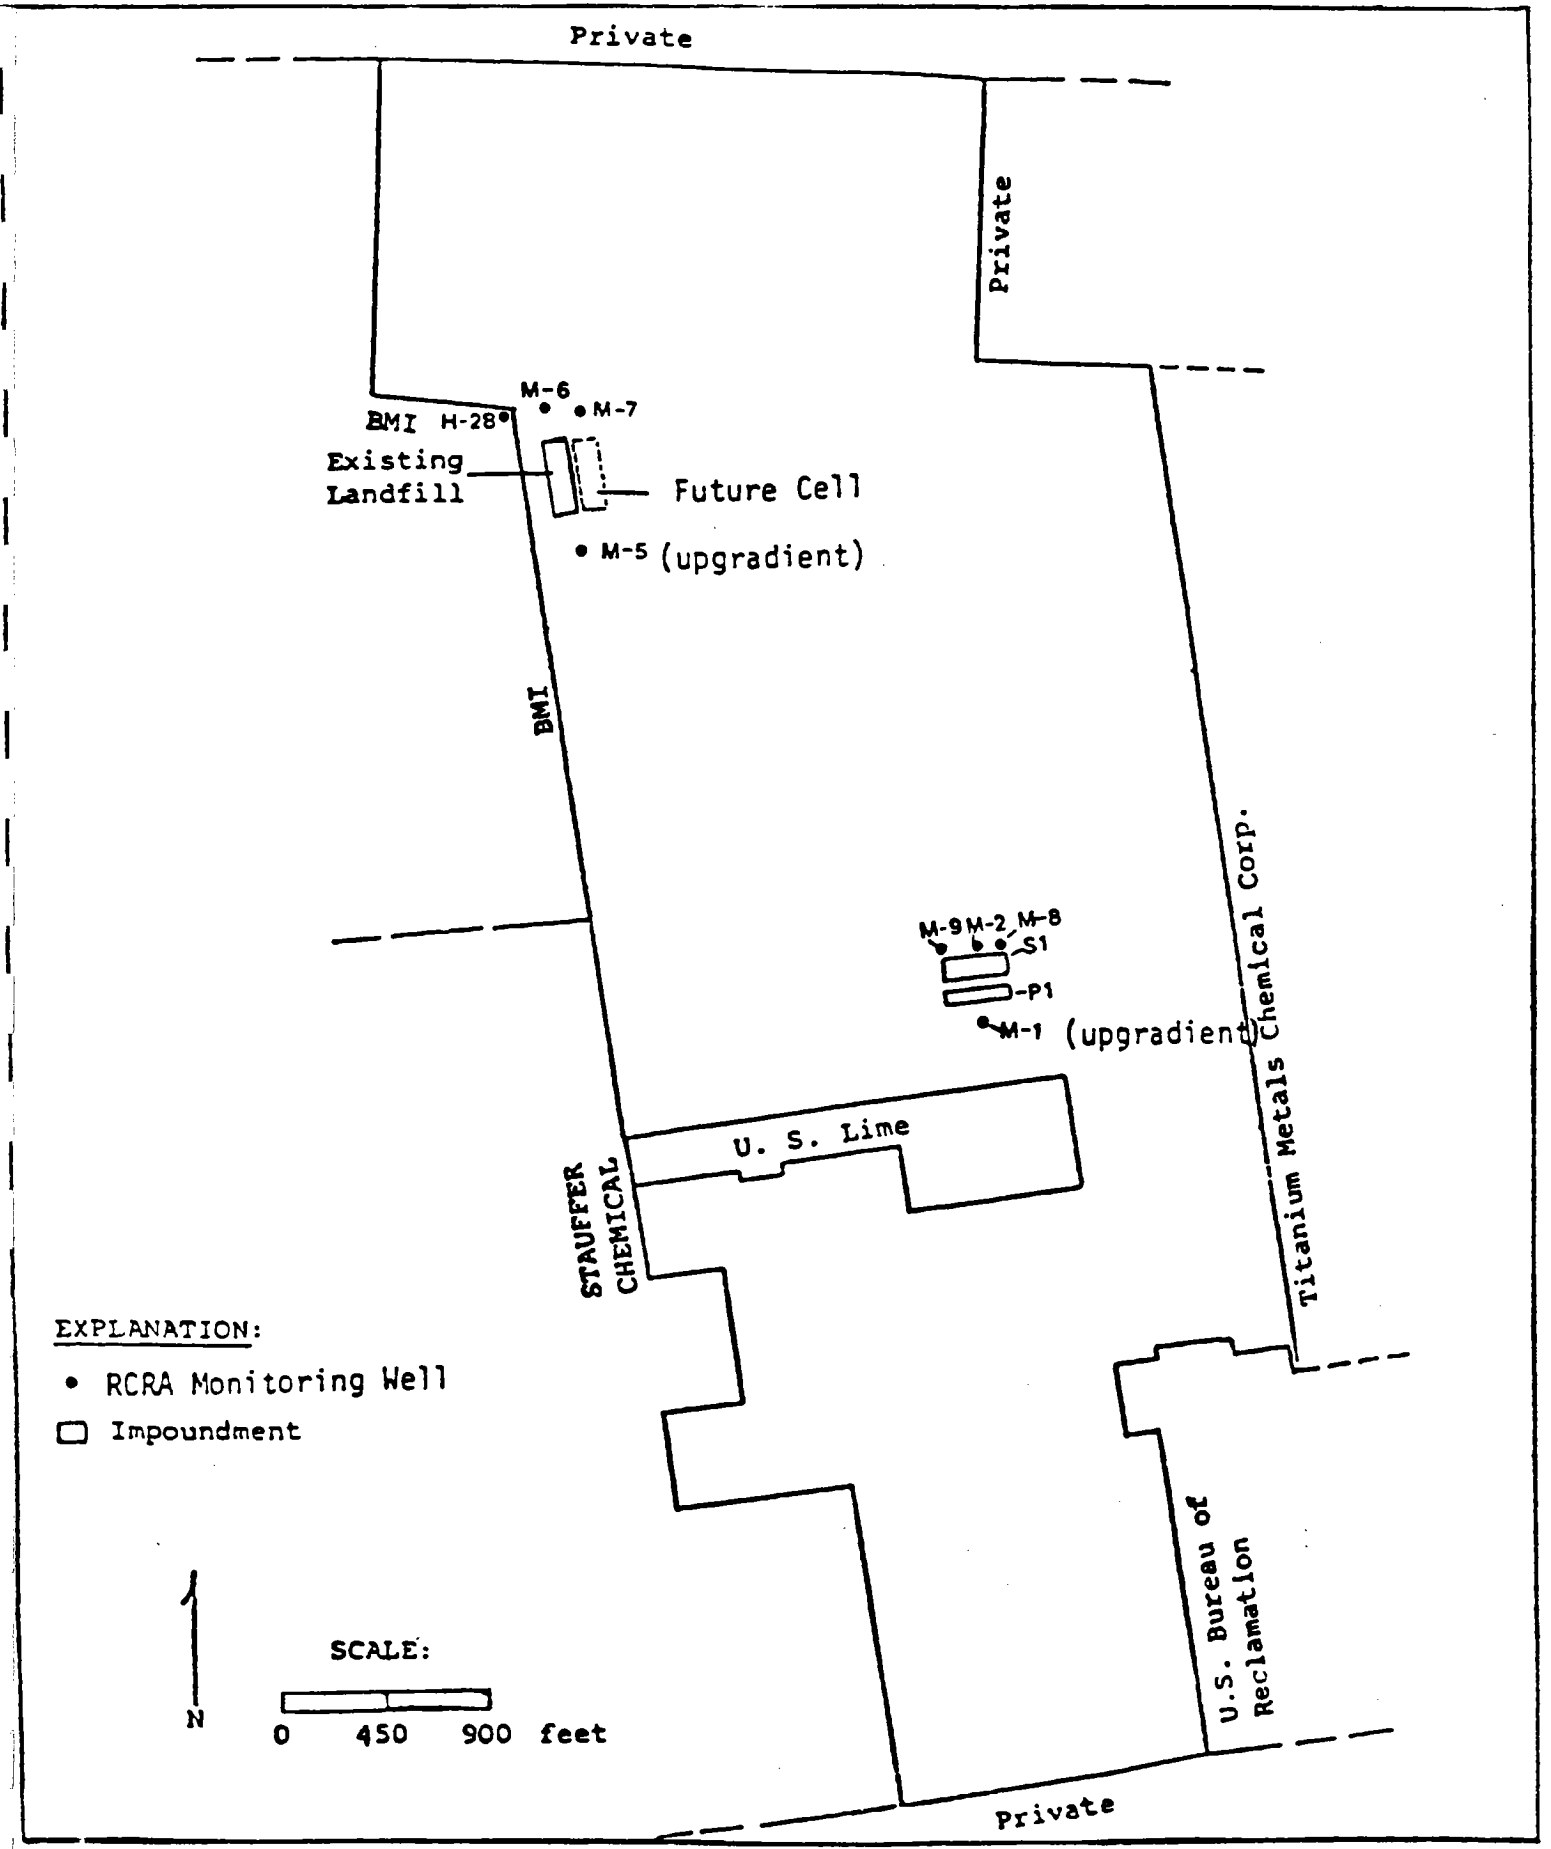 Private
Private
M-6
M-7
BMI H-28
Existing
Landfill
Future Cell
M-5 (upgradient)
BMI
Titanium Metals Chemical Corp.
M-9 M-2 M-8
S1
P1
M-1 (upgradient)
U. S. Lime
STAUFFER
CHEMICAL
EXPLANATION:
RCRA Monitoring Well
Impoundment
U.S. Bureau of
Reclamation
SCALE:
N
0 450 900 feet
Private